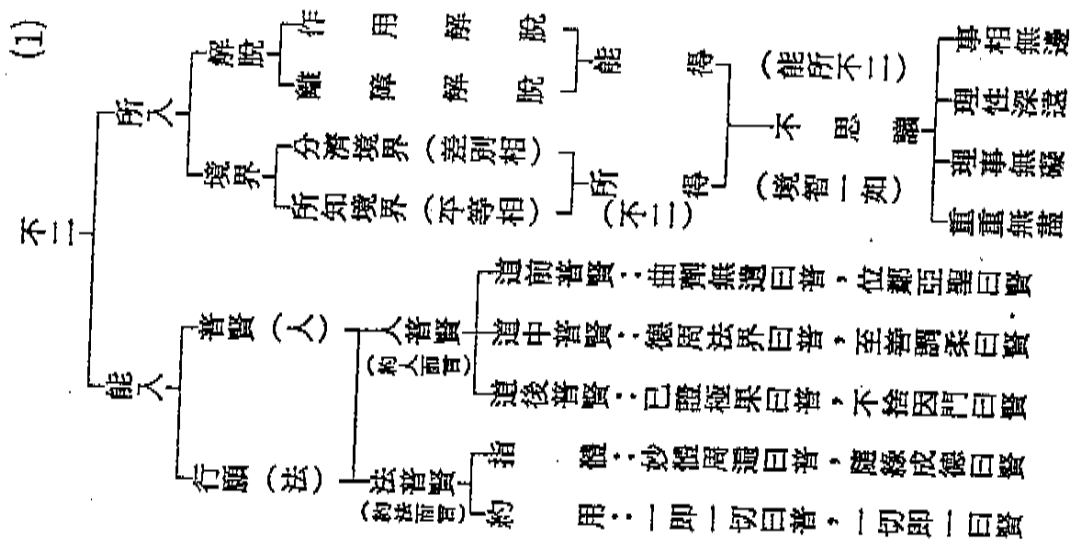 (1)
不二
所入
能入
解脫
境界
普賢(人)
行願(法)
作用解脫
離障解脫
分濟境界(差別相)
所知境界(平等相)
能得
所得
(不二)
(能所不二)
不思議
(境智一如)
事相無邊
理性深遠
理事無礙
重重無盡
人普賢
(約人而言)
道前普賢:曲劑無遺曰普,位鄰亞聖曰賢
道中普賢:德周法界曰普,至善調柔曰賢
道後普賢:已證極果曰普,不捨因門曰賢
法普賢
(約法而言)
指體:妙體周遍曰普,隨緣成德曰賢
約用:一即一切曰普,一切即一曰賢